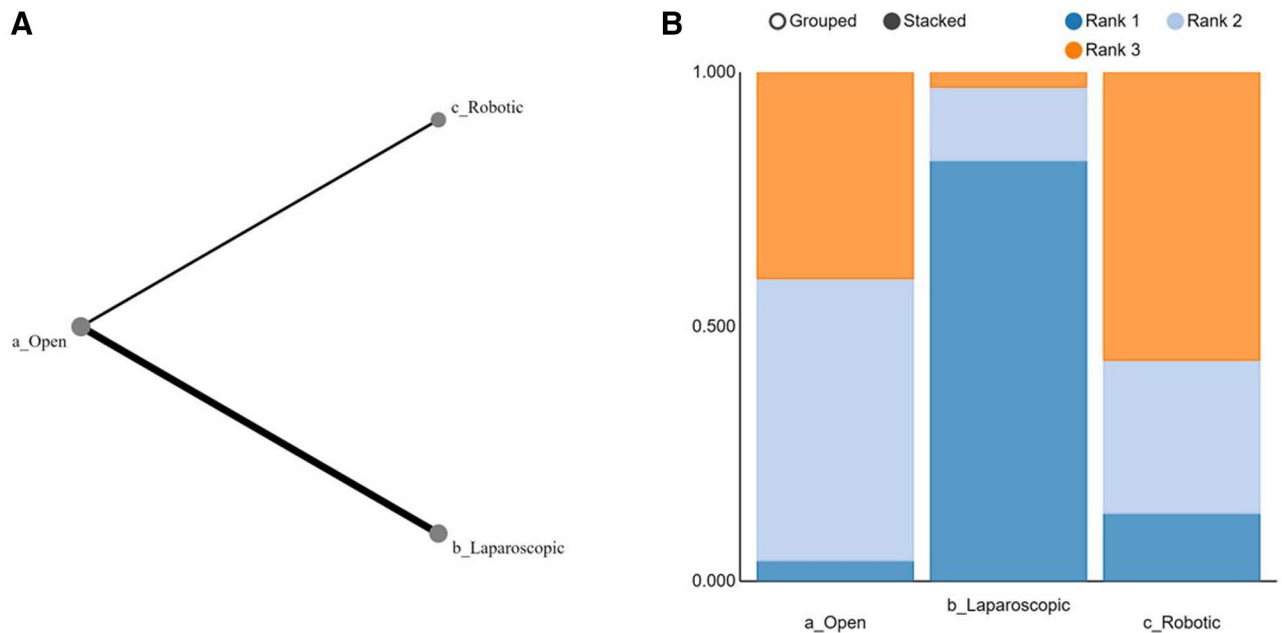 A
c_Robotic
a_Open
b_Laparoscopic
B
Grouped Stacked Rank 1 Rank 2
Rank 3
1.000
0.500
0.000
a_Open b_Laparoscopic c_Robotic